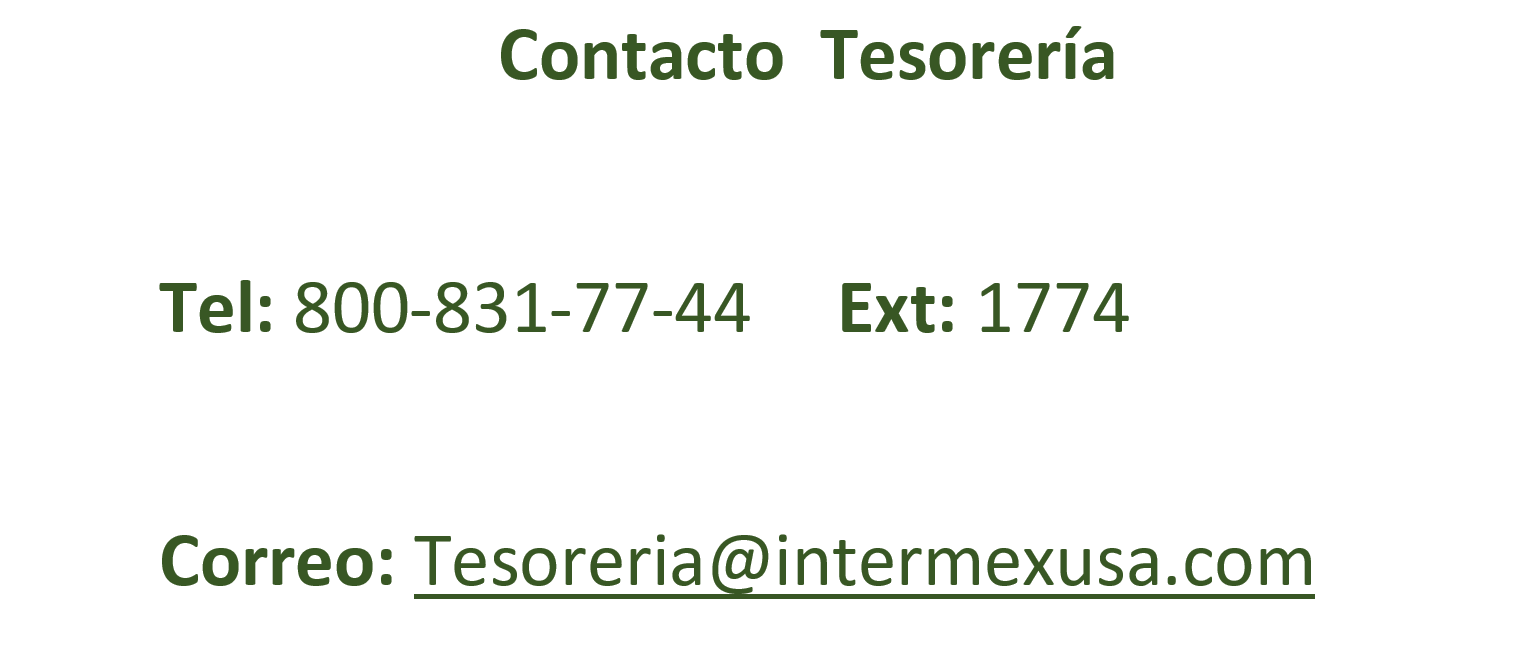 Contacto Tesorería
Tel: 800-831-77-44 Ext: 1774
Correo: Tesoreria@intermexusa.com